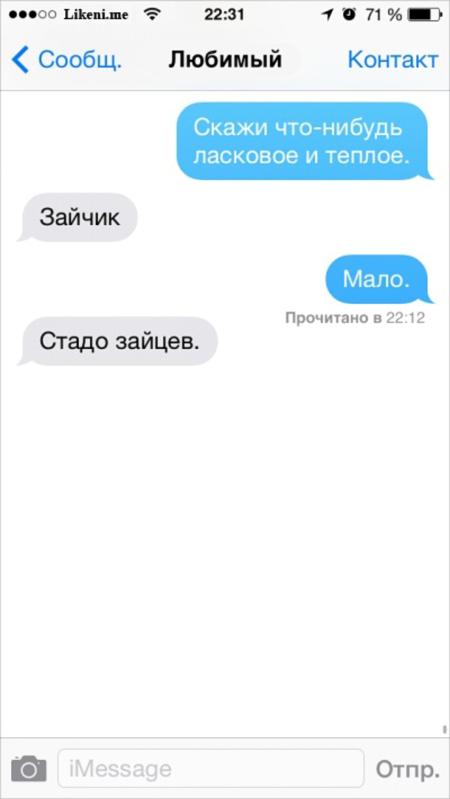 Likeni.me 22:31 71 %
Сообщ. Любимый Контакт
Скажи что-нибудь
ласковое и теплое.
Зайчик
Мало.
Прочитано в 22:12
Стадо зайцев.
iMessage Отпр.